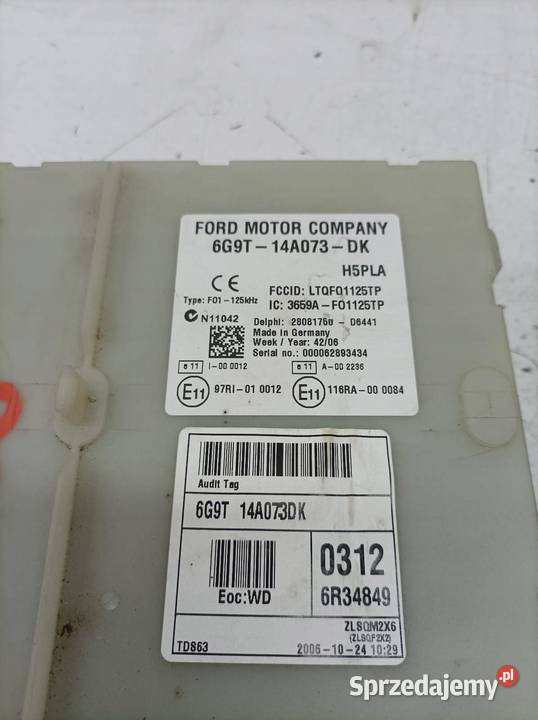 FORD MOTOR COMPANY
6G9T-14A073-DK
H5PLA
CE
FCCID: LTQFO1125TP
Type: FO1-125kHz
IC: 3659A-FO1125TP
N11042
Delphi: 28081750 - D6441
Made in Germany
Week / Year: 42/06
Serial no.: 000062893434
e 11 I-00 0012
e 11 A-00 2236
E11 97RI-01 0012
E11 116RA-00 0084
Audit Tag
6G9T 14A073DK
Eoc:WD
0312
6R34849
ZLSQM2X6
(ZLSQF2X2)
TDS63
2006-10-24 10:29
Sprzedajemy.pl